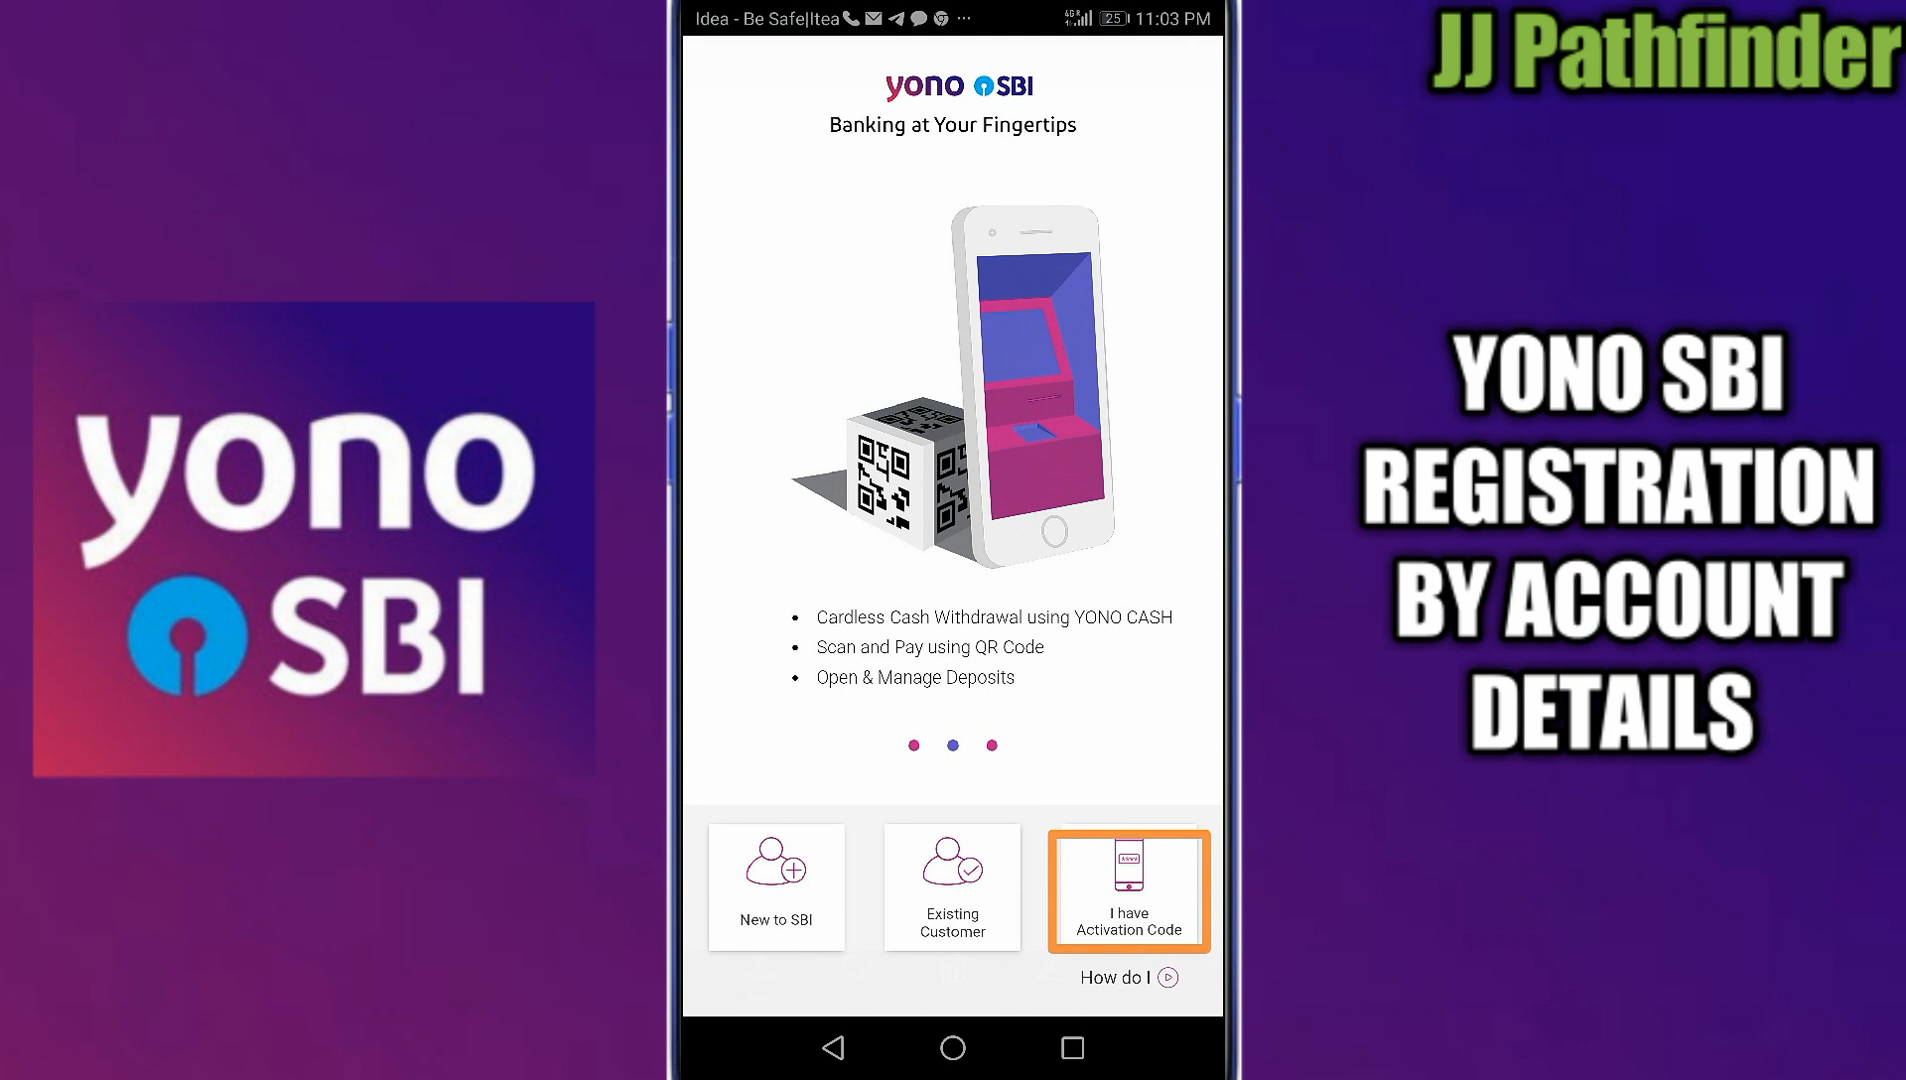 Idea - Be Safe|Itea
25
11:03 PM
JJ Pathfinder
yono SBI
Banking at Your Fingertips
yono
SBI
YONO SBI
REGISTRATION
BY ACCOUNT
DETAILS
• Cardless Cash Withdrawal using YONO CASH
• Scan and Pay using QR Code
• Open & Manage Deposits
New to SBI
Existing
Customer
I have
Activation Code
How do I